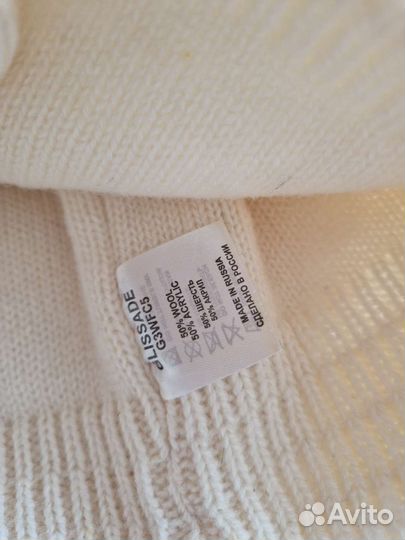 GLISSADE
G3WFC5
50% WOOL
50% ACRYLIC
50% ШЕРСТЬ
50% АКРИЛ
MADE IN RUSSIA
СДЕЛАНО В РОССИИ
Avito